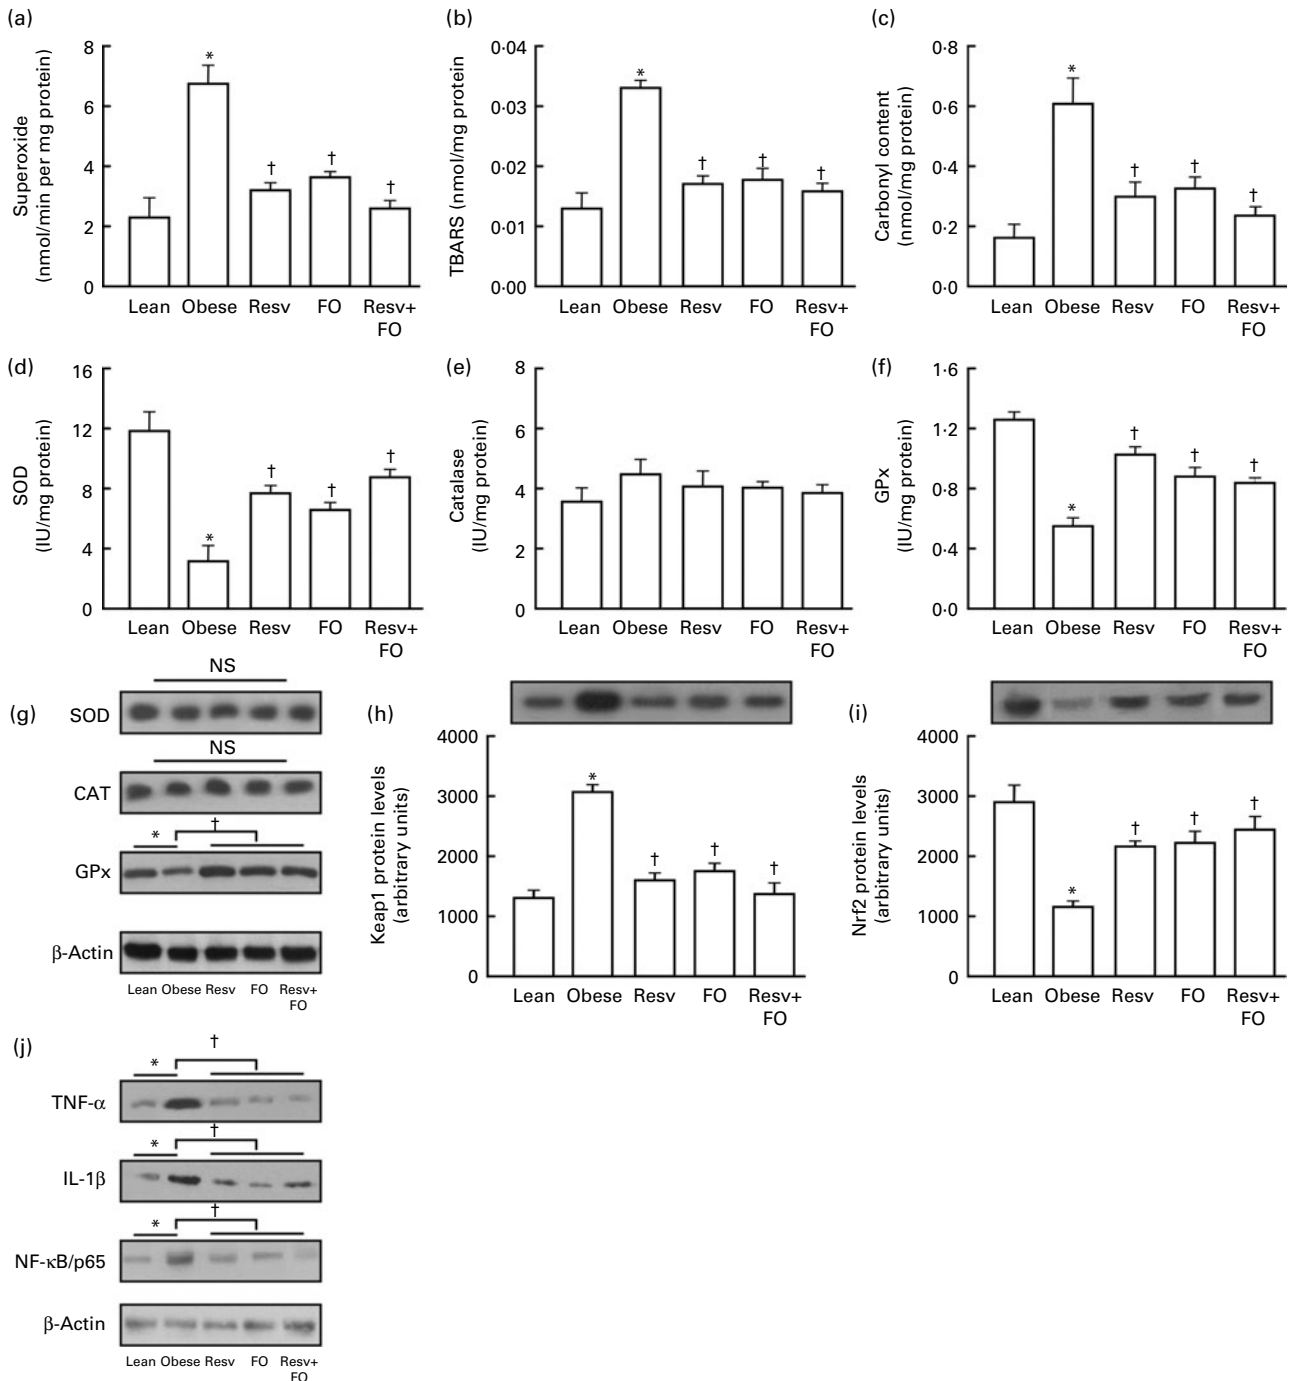 (a)
Superoxide
(nmol/min per mg protein)
8
6
4
2
0
*
†
†
†
Lean Obese Resv FO Resv+
FO
(b)
TBARS (nmol/mg protein
0·04
0·03
0·02
0·01
0·00
*
†
†
†
Lean Obese Resv FO Resv+
FO
(c)
Carbonyl content
(nmol/mg protein)
0·8
0·6
0·4
0·2
0·0
*
†
†
†
Lean Obese Resv FO Resv+
FO
(d)
SOD
(IU/mg protein)
16
12
8
4
0
*
†
†
†
Lean Obese Resv FO Resv+
FO
(e)
Catalase
(IU/mg protein)
8
6
4
2
0
Lean Obese Resv FO Resv+
FO
(f)
GPx
(IU/mg protein)
1·6
1·2
0·8
0·4
0·0
*
†
†
†
Lean Obese Resv FO Resv+
FO
(g)
NS
SOD
NS
CAT
* †
GPx
β-Actin
Lean Obese Resv FO Resv+
FO
(h)
Keap1 protein levels
(arbitrary units)
4000
3000
2000
1000
0
*
†
†
†
Lean Obese Resv FO Resv+
FO
(i)
Nrf2 protein levels
(arbitrary units)
4000
3000
2000
1000
0
*
†
†
†
Lean Obese Resv FO Resv+
FO
(j)
* †
TNF-α
* †
IL-1β
* †
NF-κB/p65
β-Actin
Lean Obese Resv FO Resv+
FO